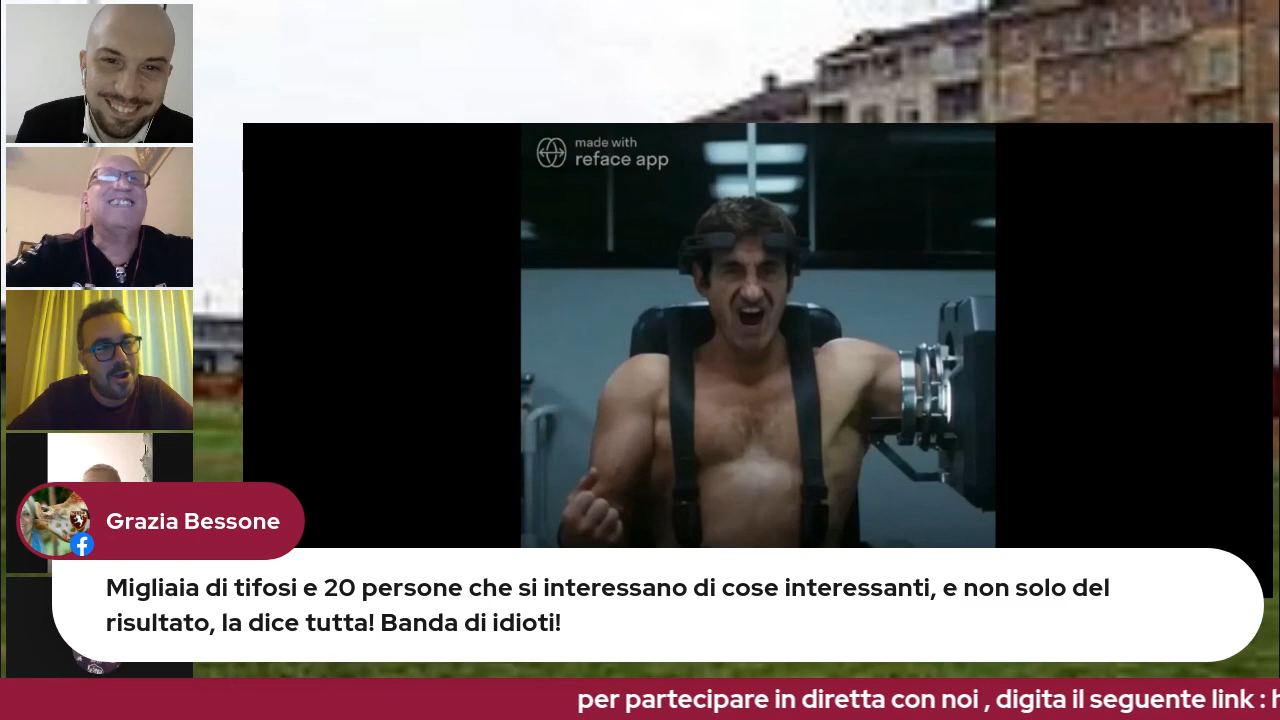 made with
reface app
Grazia Bessone
Migliaia di tifosi e 20 persone che si interessano di cose interessanti, e non solo del
risultato, la dice tutta! Banda di idioti!
per partecipare in diretta con noi , digita il seguente link : h